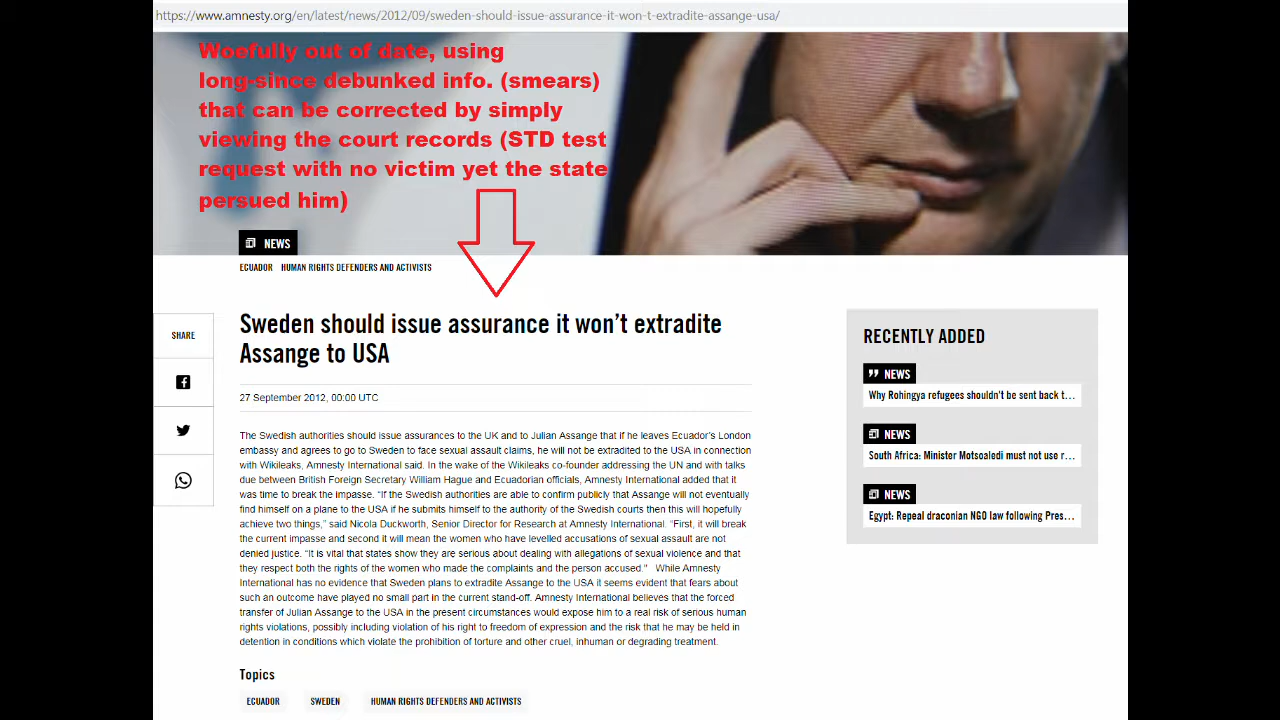 https://www.amnesty.org/en/latest/news/2012/09/sweden-should-issue-assurance-it-won-t-extradite-assange-usa/
Woefully out of date, using
long-since debunked info. (smears)
that can be corrected by simply
viewing the court records (STD test
request with no victim yet the state
persued him)
NEWS
ECUADOR HUMAN RIGHTS DEFENDERS AND ACTIVISTS
SHARE
Sweden should issue assurance it won't extradite
Assange to USA
27 September 2012, 00:00 UTC
The Swedish authorities should issue assurances to the UK and to Julian Assange that if he leaves Ecuador's London
embassy and agrees to go to Sweden to face sexual assault claims, he will not be extradited to the USA in connection
with Wikileaks, Amnesty International said. In the wake of the Wikileaks co-founder addressing the UN and with talks
due between British Foreign Secretary William Hague and Ecuadorian officials, Amnesty International added that it
was time to break the impasse. “If the Swedish authorities are able to confirm publicly that Assange will not eventually
find himself on a plane to the USA if he submits himself to the authority of the Swedish courts then this will hopefully
achieve two things,” said Nicola Duckworth, Senior Director for Research at Amnesty International. “First, it will break
the current impasse and second it will mean the women who have levelled accusations of sexual assault are not
denied justice. “It is vital that states show they are serious about dealing with allegations of sexual violence and that
they respect both the rights of the women who made the complaints and the person accused.” While Amnesty
International has no evidence that Sweden plans to extradite Assange to the USA it seems evident that fears about
such an outcome have played no small part in the current stand-off. Amnesty International believes that the forced
transfer of Julian Assange to the USA in the present circumstances would expose him to a real risk of serious human
rights violations, possibly including violation of his right to freedom of expression and the risk that he may be held in
detention in conditions which violate the prohibition of torture and other cruel, inhuman or degrading treatment.
Topics
ECUADOR SWEDEN HUMAN RIGHTS DEFENDERS AND ACTIVISTS
RECENTLY ADDED
NEWS
Why Rohingya refugees shouldn't be sent back t...
NEWS
South Africa: Minister Motsoaledi must not use r...
NEWS
Egypt: Repeal draconian NGO law following Pres...